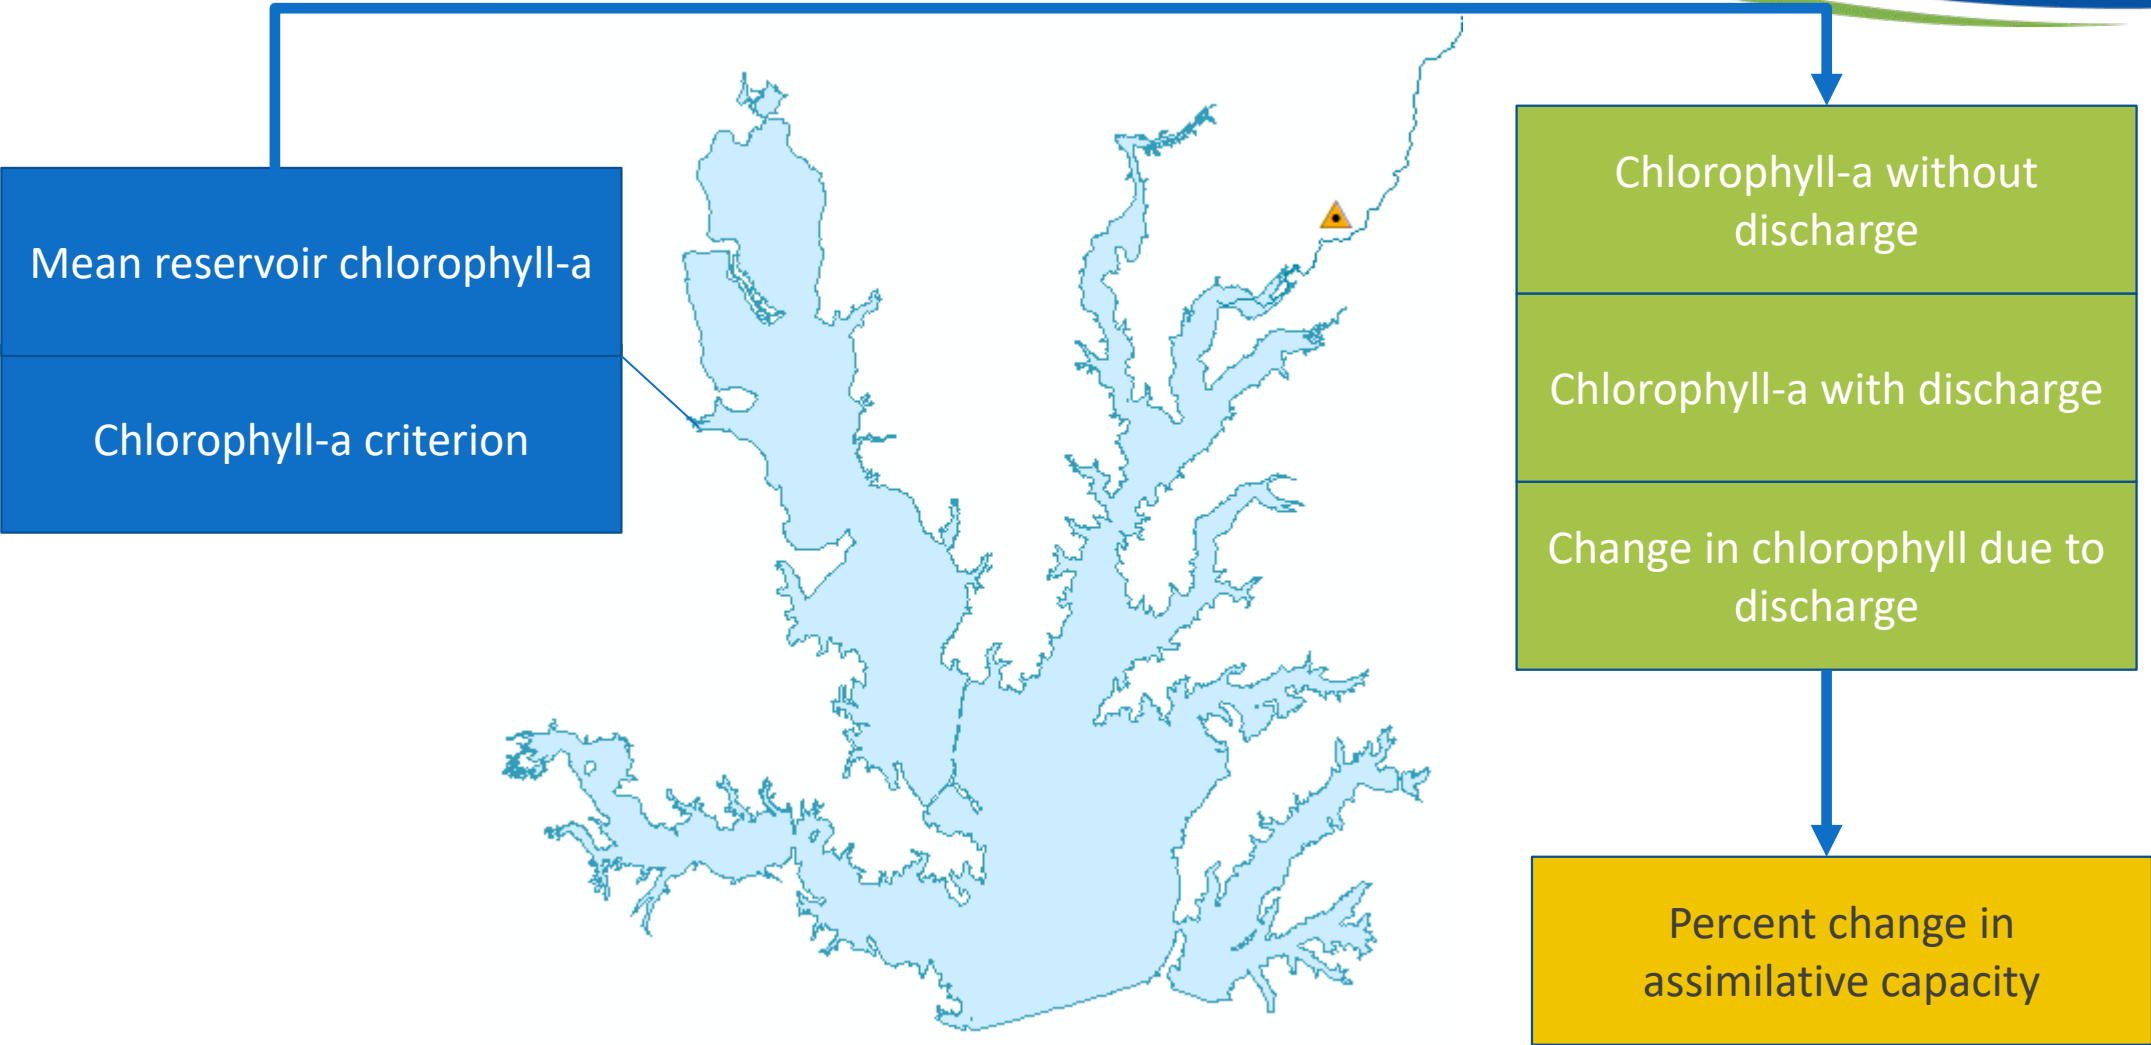 Mean reservoir chlorophyll-a
Chlorophyll-a criterion
Chlorophyll-a without
discharge
Chlorophyll-a with discharge
Change in chlorophyll due to
discharge
Percent change in
assimilative capacity